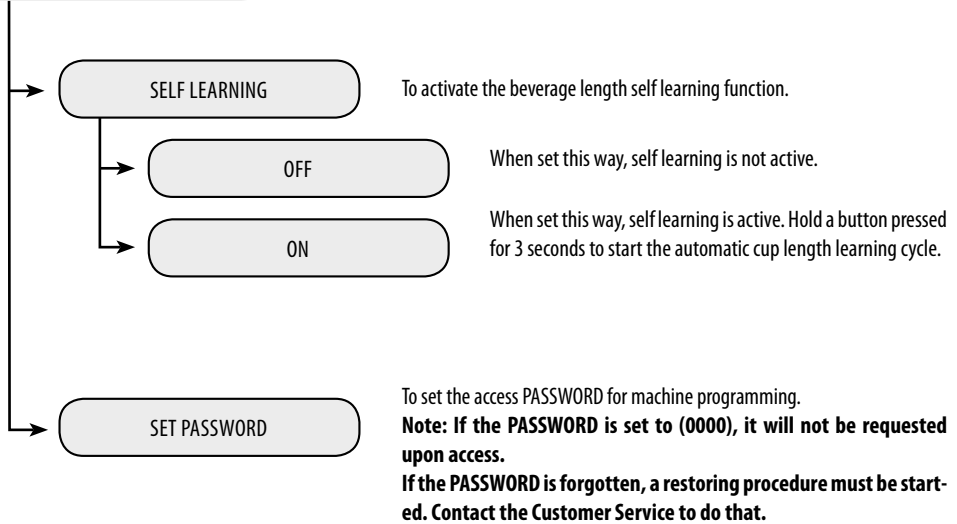 SELF LEARNING
To activate the beverage length self learning function.
OFF
When set this way, self learning is not active.
ON
When set this way, self learning is active. Hold a button pressed
for 3 seconds to start the automatic cup length learning cycle.
SET PASSWORD
To set the access PASSWORD for machine programming.
Note: If the PASSWORD is set to (0000), it will not be requested
upon access.
If the PASSWORD is forgotten, a restoring procedure must be start-
ed. Contact the Customer Service to do that.